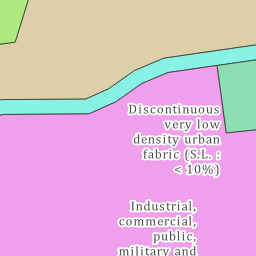 Discontinuous
very low
density urban
fabric (S.L. :
< 10%)
Industrial,
commercial,
public,
military and